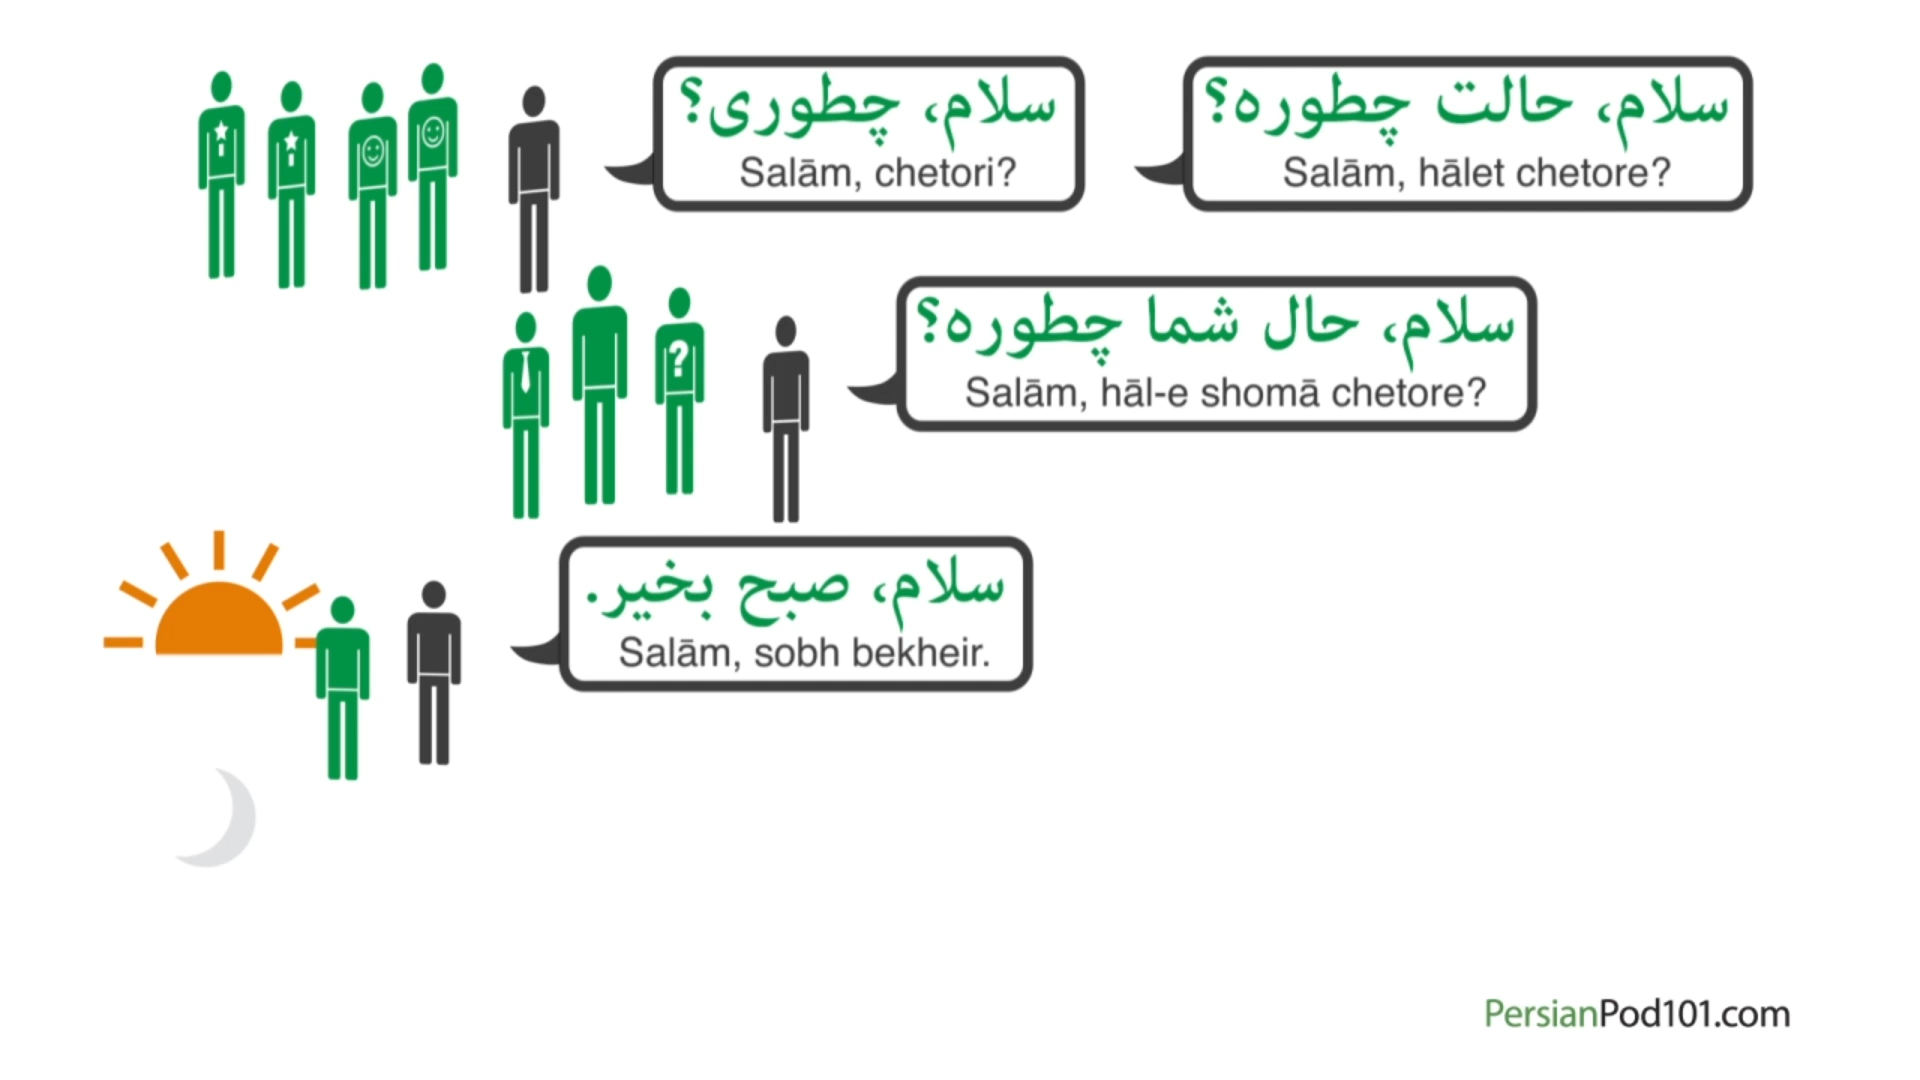 سلام، چطوری؟
Salām, chetori?
سلام، حالت چطوره؟
Salām, hālet chetore?
?
سلام، حال شما چطوره؟
Salām, hāl-e shomā chetore?
سلام، صبح بخیر.
Salām, sobh bekheir.
PersianPod101.com